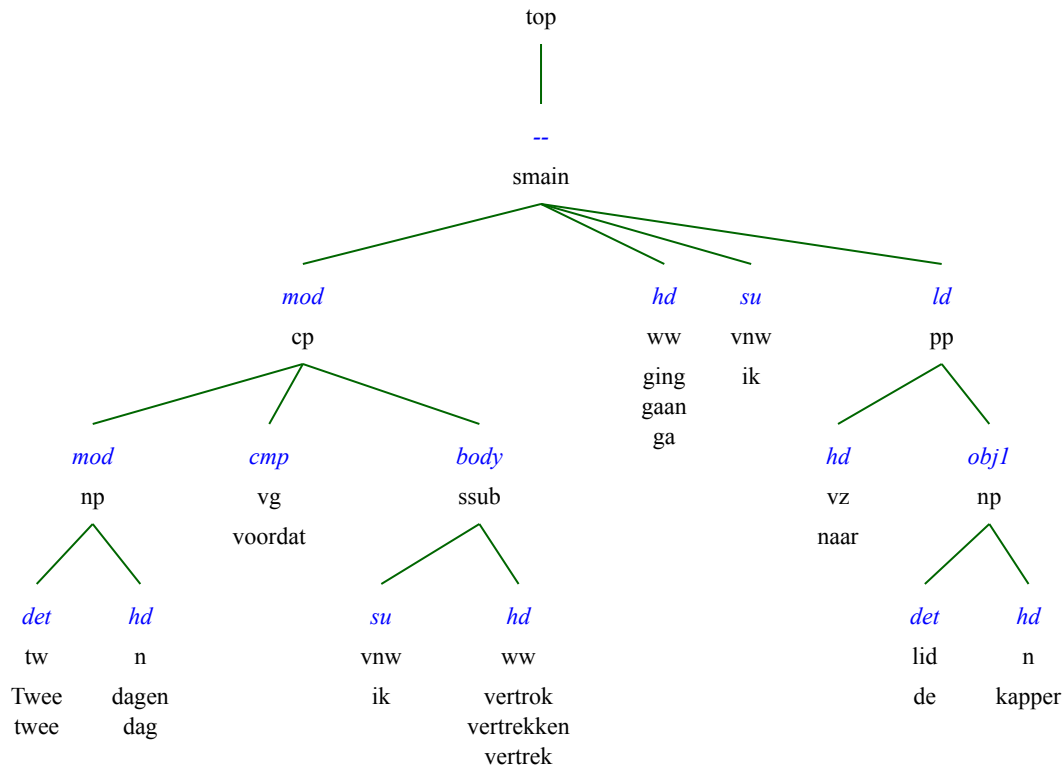 top
--
smain
mod hd su ld
cp ww vnw pp
ging ik
gaan
ga
mod cmp body hd obj1
np vg ssub vz np
voordat naar
det hd su hd det hd
tw n vnw ww lid n
Twee dagen ik vertrok de kapper
twee dag vertrekken
vertrek